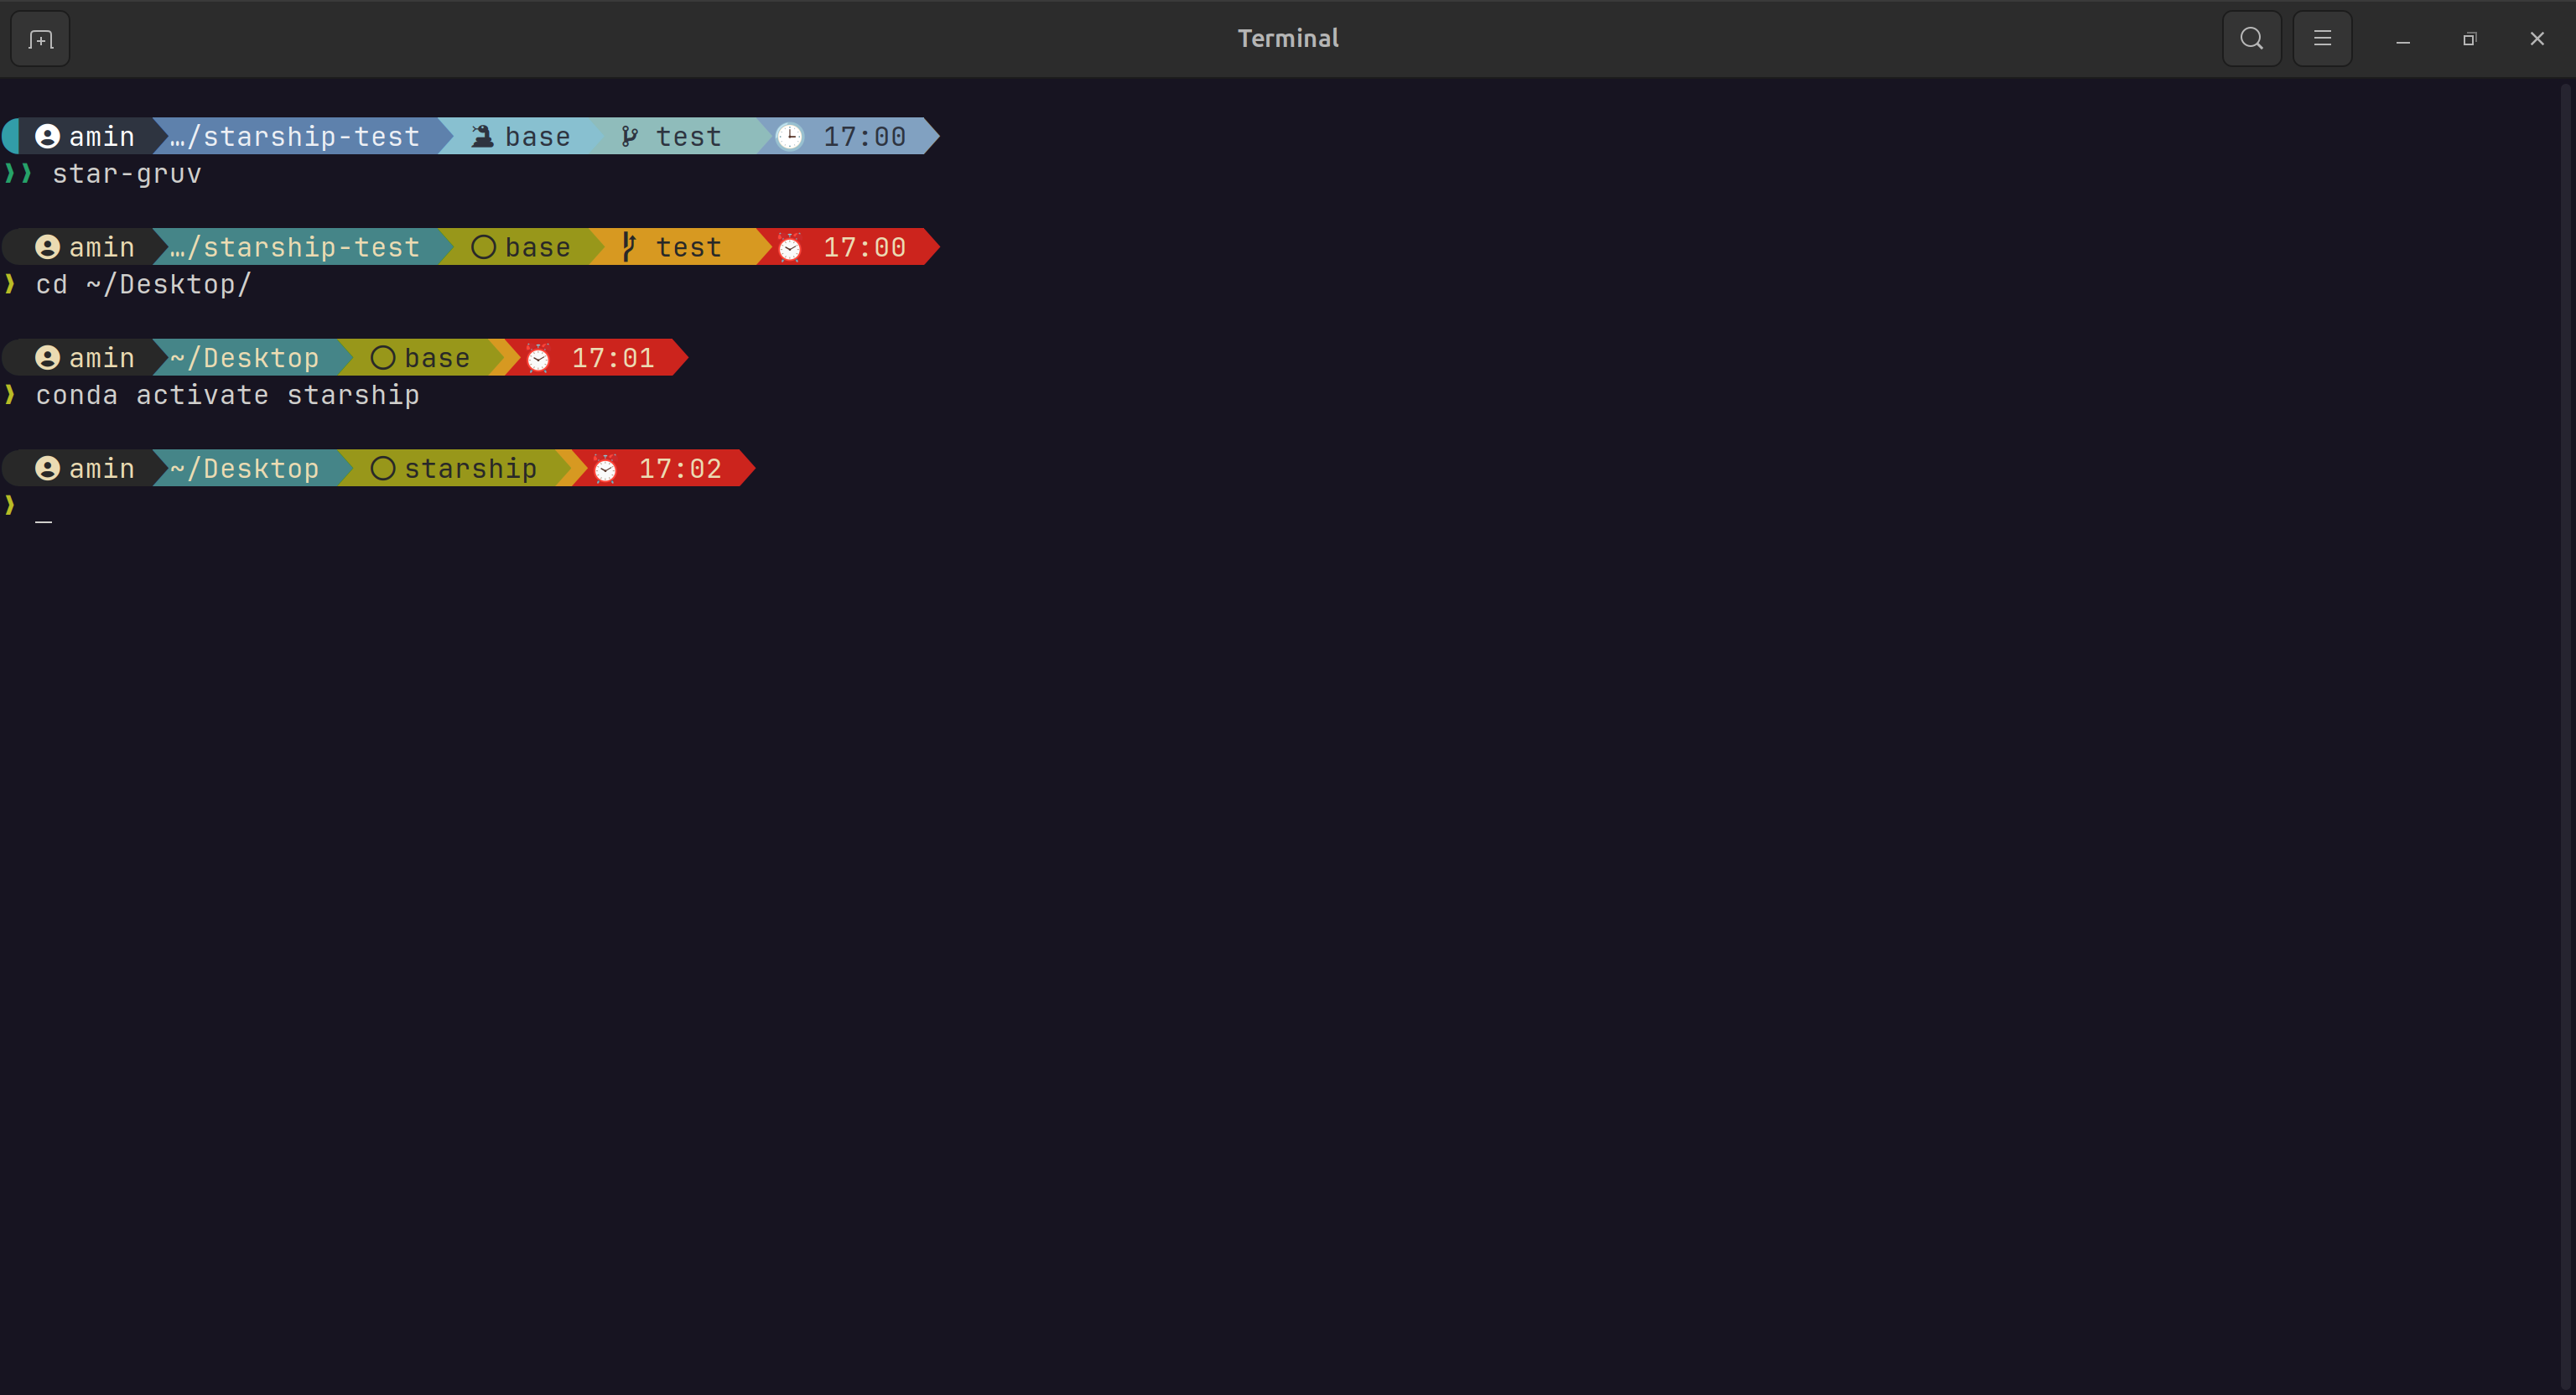 Terminal
amin …/starship-test base test 17:00
❱❱ star-gruv
amin …/starship-test base test 17:00
❱ cd ~/Desktop/
amin ~/Desktop base 17:01
❱ conda activate starship
amin ~/Desktop starship 17:02
❱ _